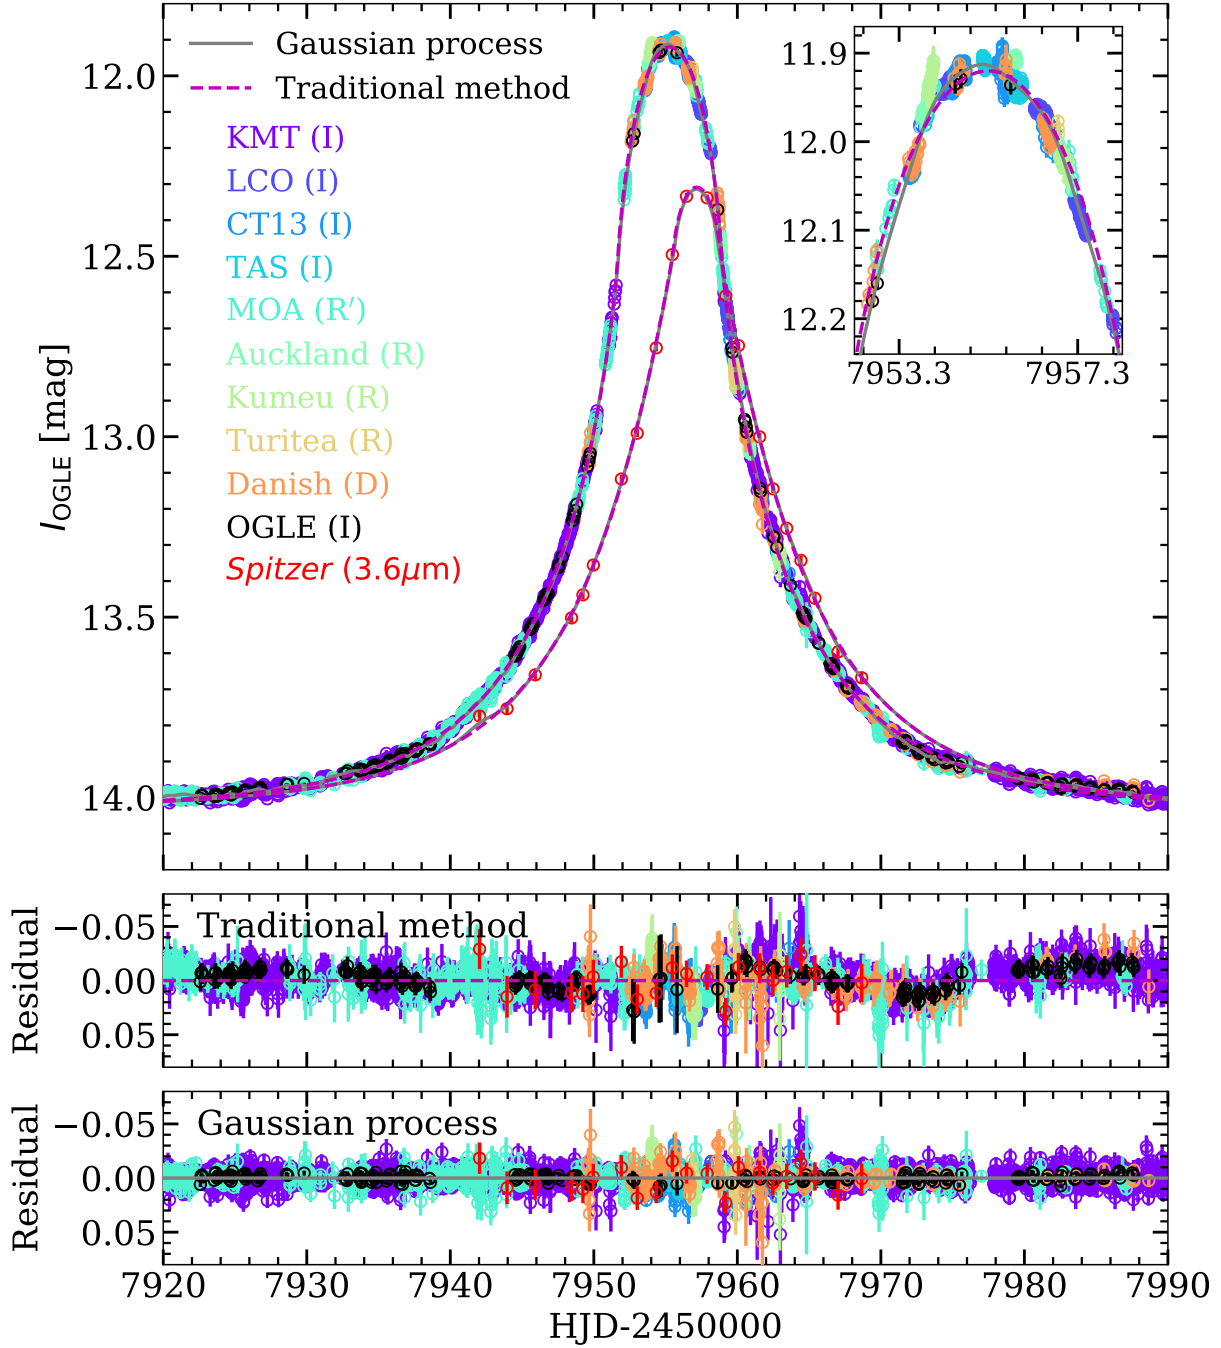 Gaussian process
Traditional method
KMT (I)
LCO (I)
CT13 (I)
TAS (I)
MOA (R′)
Auckland (R)
Kumeu (R)
Turitea (R)
Danish (D)
OGLE (I)
Spitzer (3.6μm)
12.0
12.5
13.0
13.5
14.0
I_OGLE [mag]
11.9
12.0
12.1
12.2
7953.3 7957.3
Traditional method
−0.05
0.00
0.05
Residual
Gaussian process
−0.05
0.00
0.05
Residual
7920 7930 7940 7950 7960 7970 7980 7990
HJD-2450000